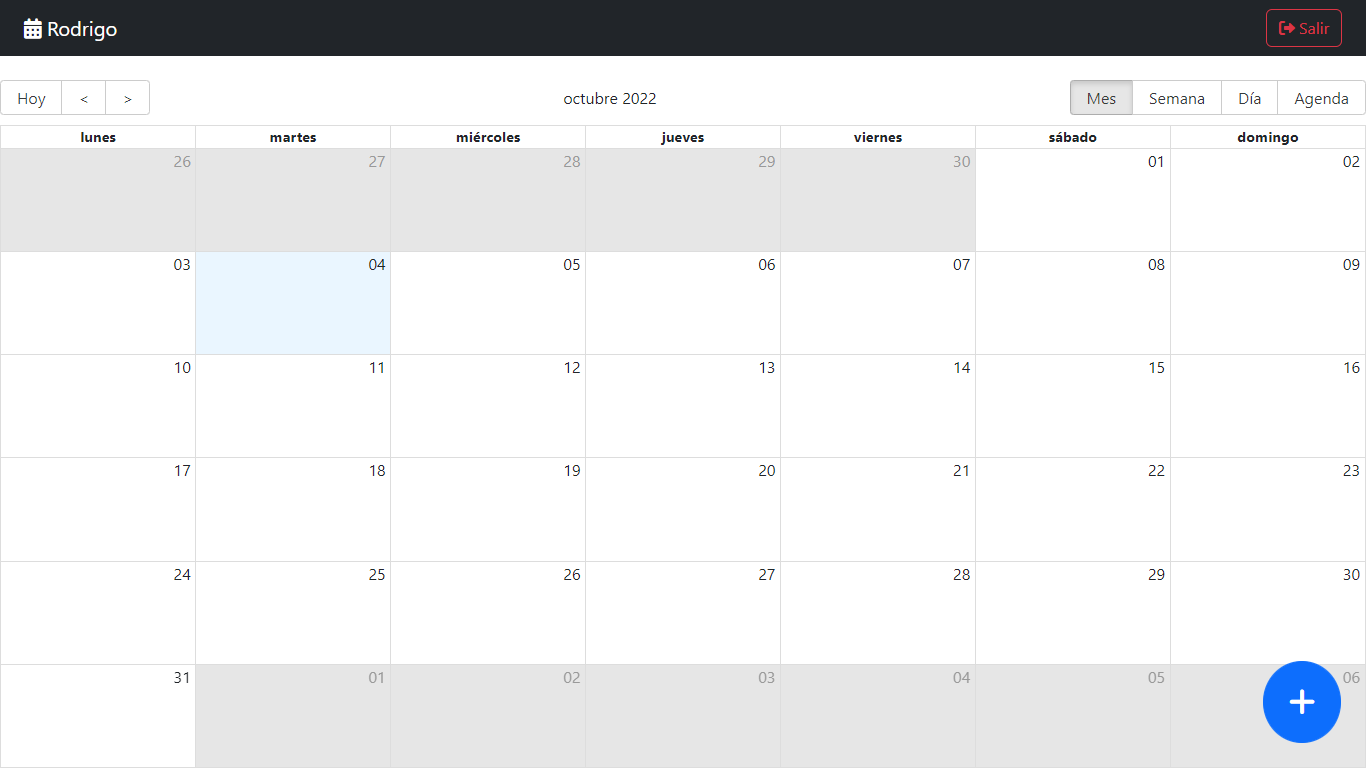 Rodrigo Salir
Hoy < > octubre 2022 Mes Semana Día Agenda
lunes martes miércoles jueves viernes sábado domingo
26 27 28 29 30 01 02
03 04 05 06 07 08 09
10 11 12 13 14 15 16
17 18 19 20 21 22 23
24 25 26 27 28 29 30
31 01 02 03 04 05 06
+